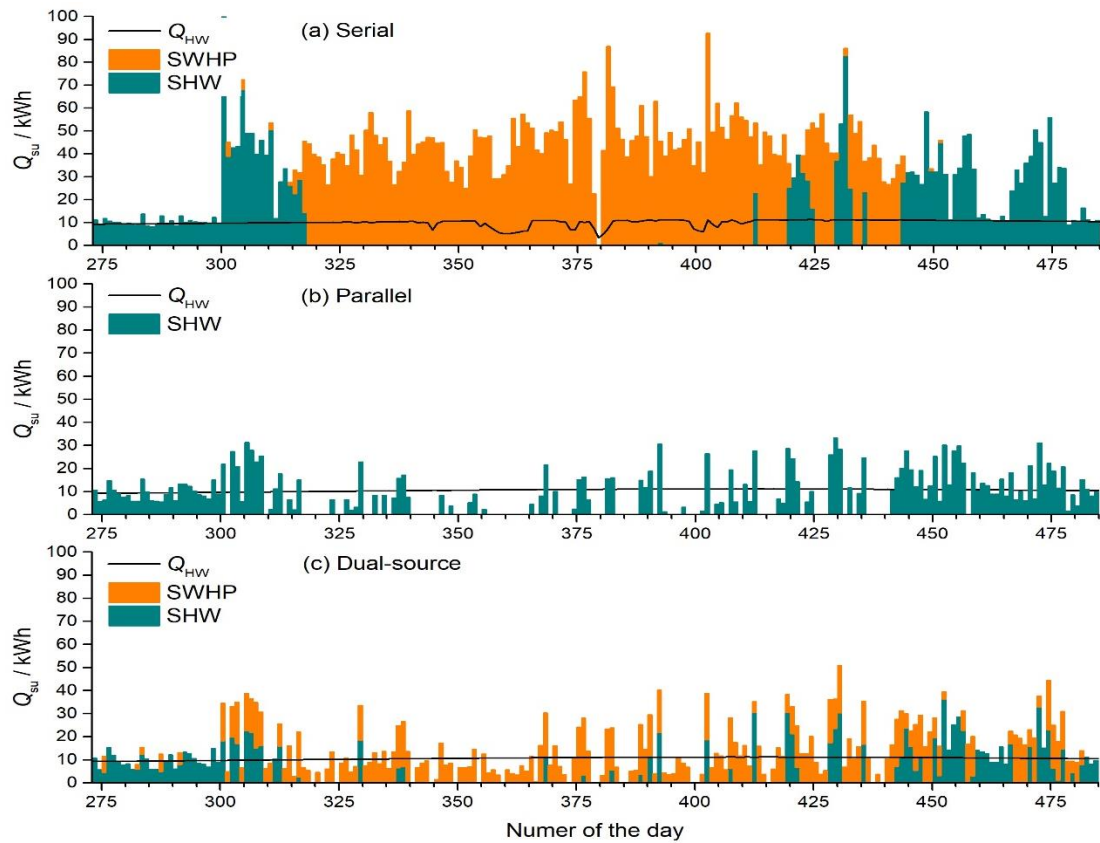 100
90
80
70
60
50
40
30
20
10
0
Q_su / kWh
(a) Serial
Q_HW
SWHP
SHW
275 300 325 350 375 400 425 450 475
100
90
80
70
60
50
40
30
20
10
0
Q_su / kWh
(b) Parallel
Q_HW
SHW
275 300 325 350 375 400 425 450 475
100
90
80
70
60
50
40
30
20
10
0
Q_su / kWh
(c) Dual-source
Q_HW
SWHP
SHW
275 300 325 350 375 400 425 450 475
Numer of the day